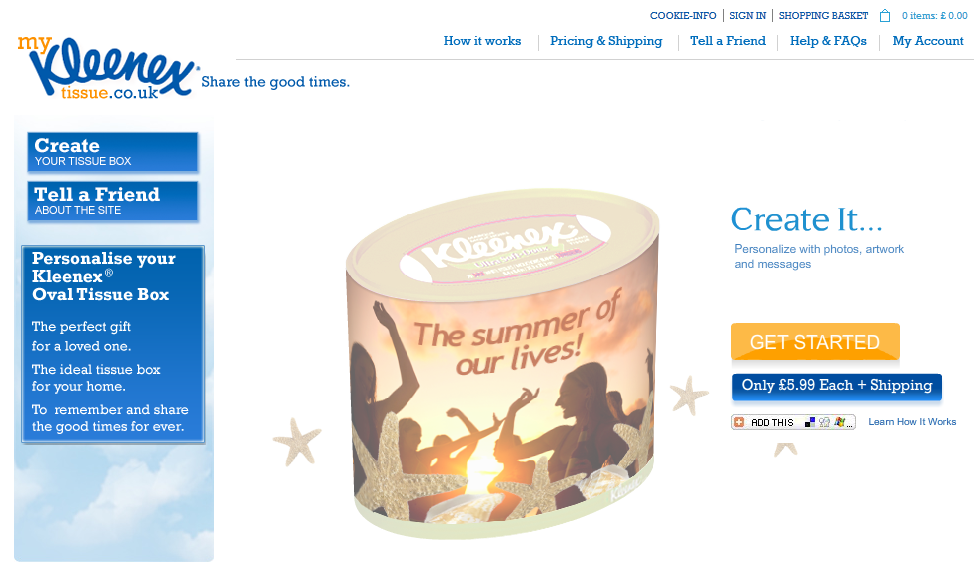 COOKIE-INFO SIGN IN SHOPPING BASKET 0 items: £ 0.00
my
Kleenex®
tissue.co.uk
Share the good times.
How it works Pricing & Shipping Tell a Friend Help & FAQs My Account
Create
YOUR TISSUE BOX
Tell a Friend
ABOUT THE SITE
Personalise your
Kleenex®
Oval Tissue Box
The perfect gift
for a loved one.
The ideal tissue box
for your home.
To remember and share
the good times for ever.
Kleenex
The summer of
our lives!
Create It...
Personalize with photos, artwork
and messages
GET STARTED
Only £5.99 Each + Shipping
ADD THIS ...
Learn How It Works